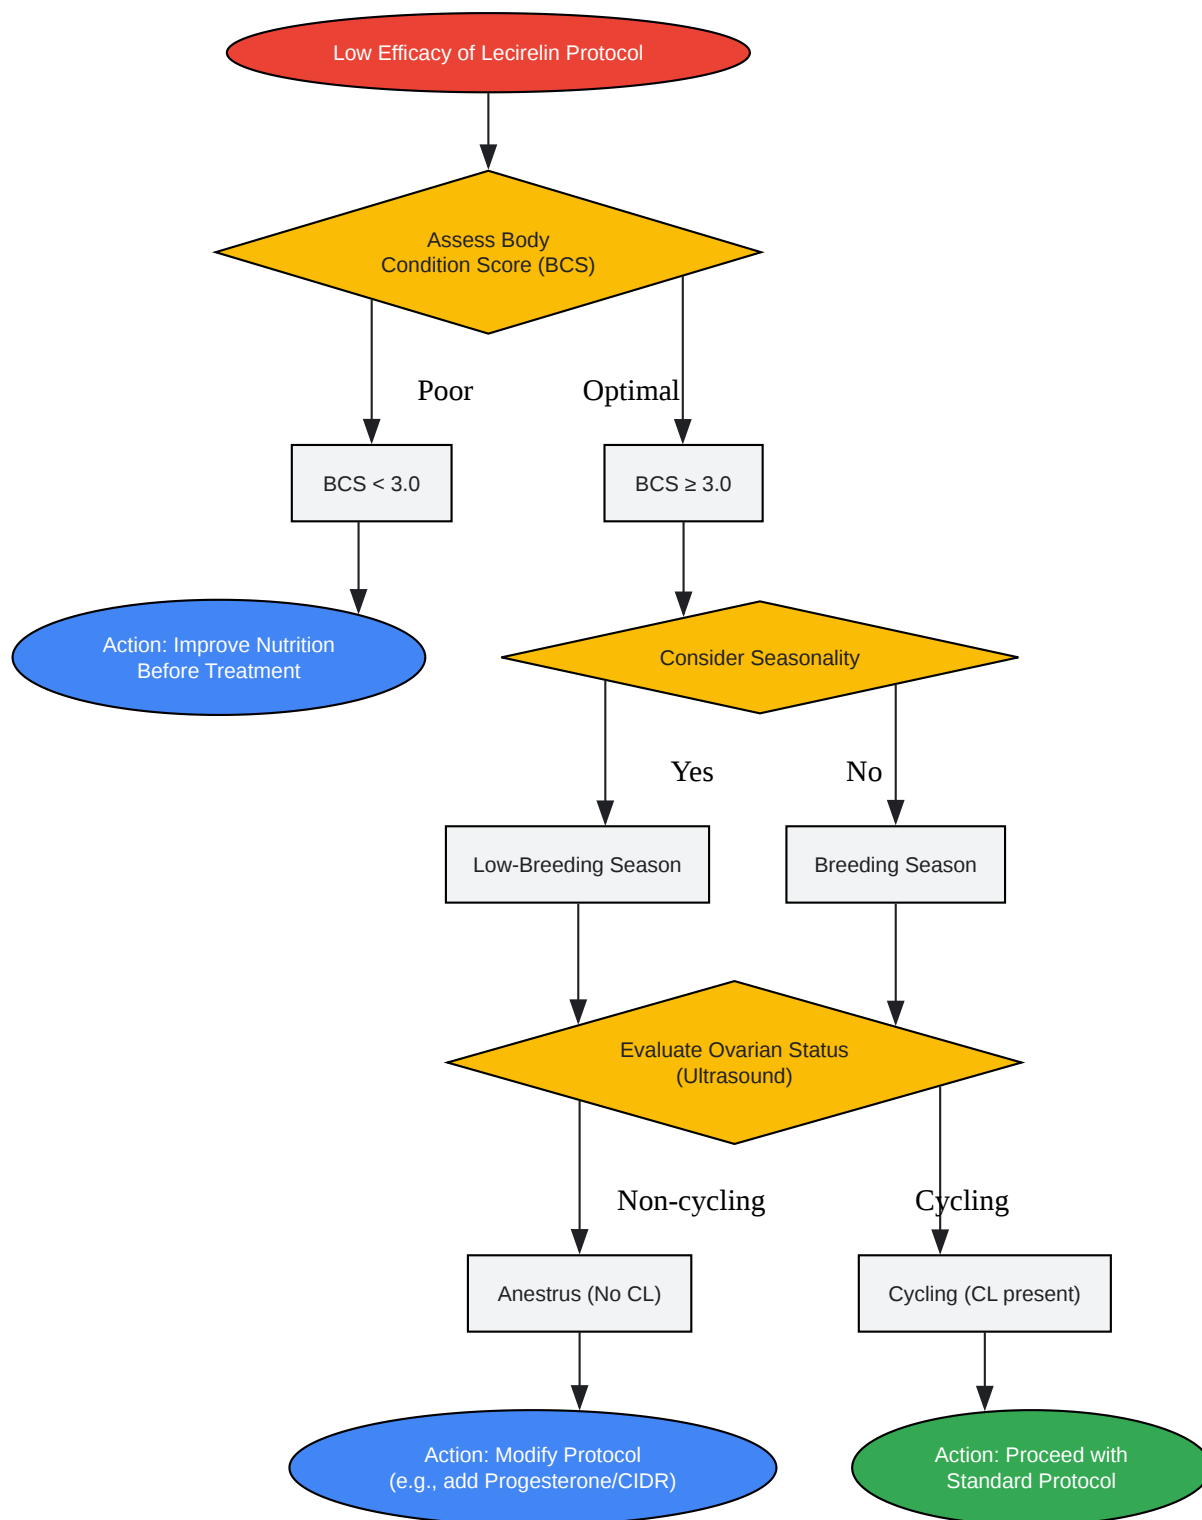 Low Efficacy of Lecirelin Protocol
Assess Body
Condition Score (BCS)
Poor
Optimal
BCS < 3.0
BCS ≥ 3.0
Action: Improve Nutrition
Before Treatment
Consider Seasonality
Yes
No
Low-Breeding Season
Breeding Season
Evaluate Ovarian Status
(Ultrasound)
Non-cycling
Cycling
Anestrus (No CL)
Cycling (CL present)
Action: Modify Protocol
(e.g., add Progesterone/CIDR)
Action: Proceed with
Standard Protocol